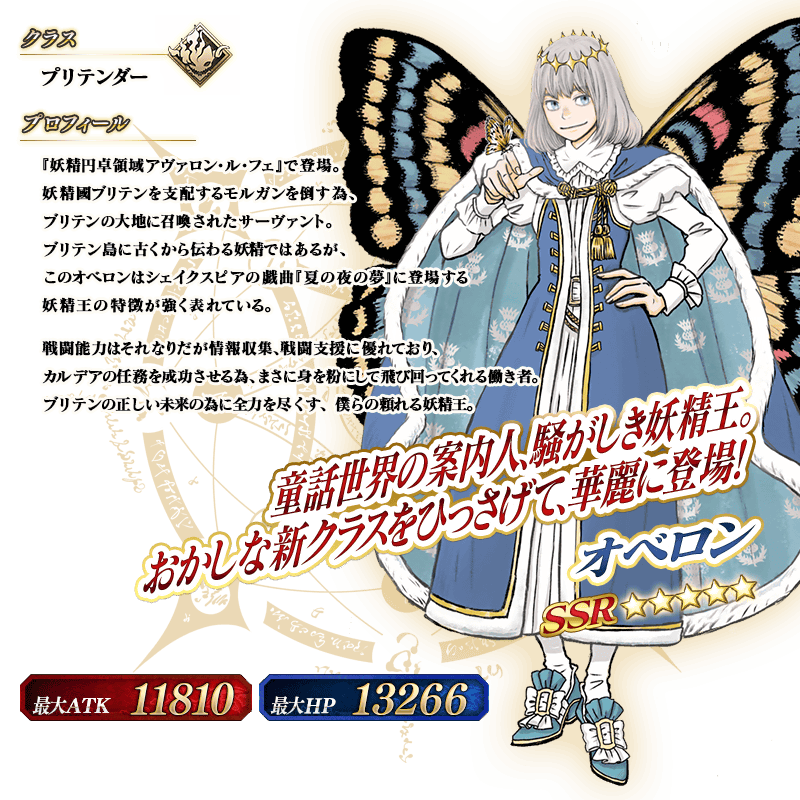 クラス
プリテンダー
プロフィール
『妖精円卓領域アヴァロン・ル・フェ』で登場。
妖精國ブリテンを支配するモルガンを倒す為、
ブリテンの大地に召喚されたサーヴァント。
ブリテン島に古くから伝わる妖精ではあるが、
このオベロンはシェイクスピアの戯曲『夏の夜の夢』に登場する
妖精王の特徴が強く表れている。
戦闘能力はそれなりだが情報収集、戦闘支援に優れており、
カルデアの任務を成功させる為、まさに身を粉にして飛び回ってくれる働き者。
ブリテンの正しい未来の為に全力を尽くす、僕らの頼れる妖精王。
童話世界の案内人、騒がしき妖精王。
おかしな新クラスをひっさげて、華麗に登場!
オベロン
SSR
最大ATK 11810
最大HP 13266